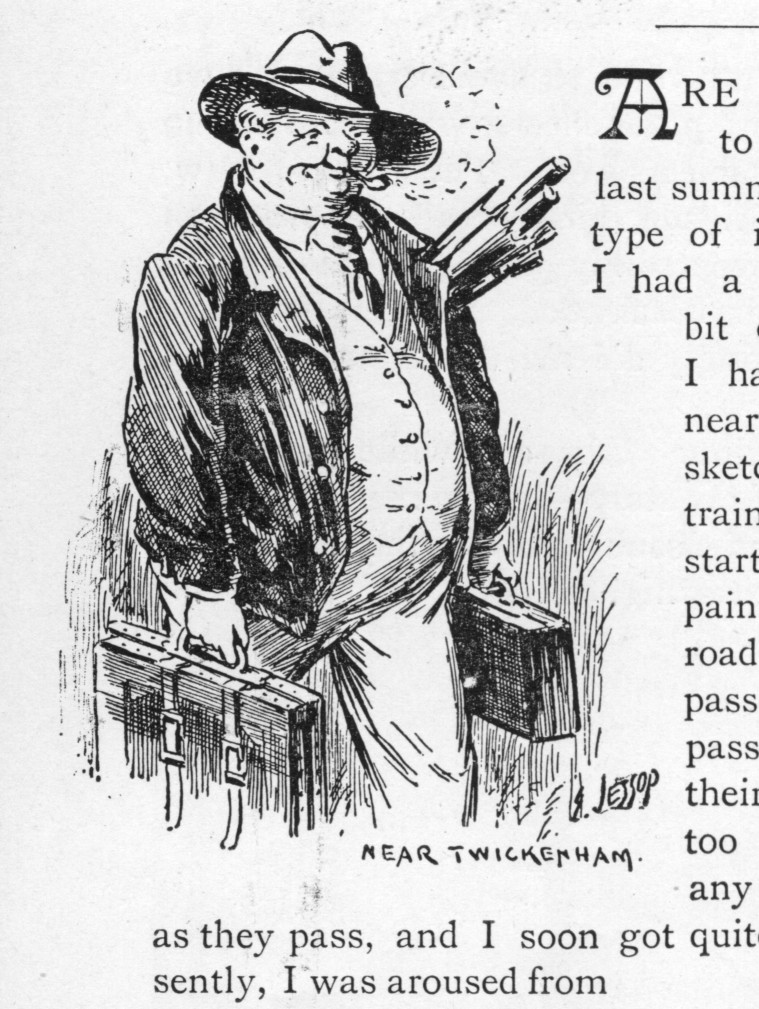 ARE
to
last summ
type of i
I had a
bit
I ha
near
sketc
train
start
pain
road
pass
pass
their
too
any
E. JESSOP
NEAR TWICKENHAM.
as they pass, and I soon got quit
sently, I was aroused from